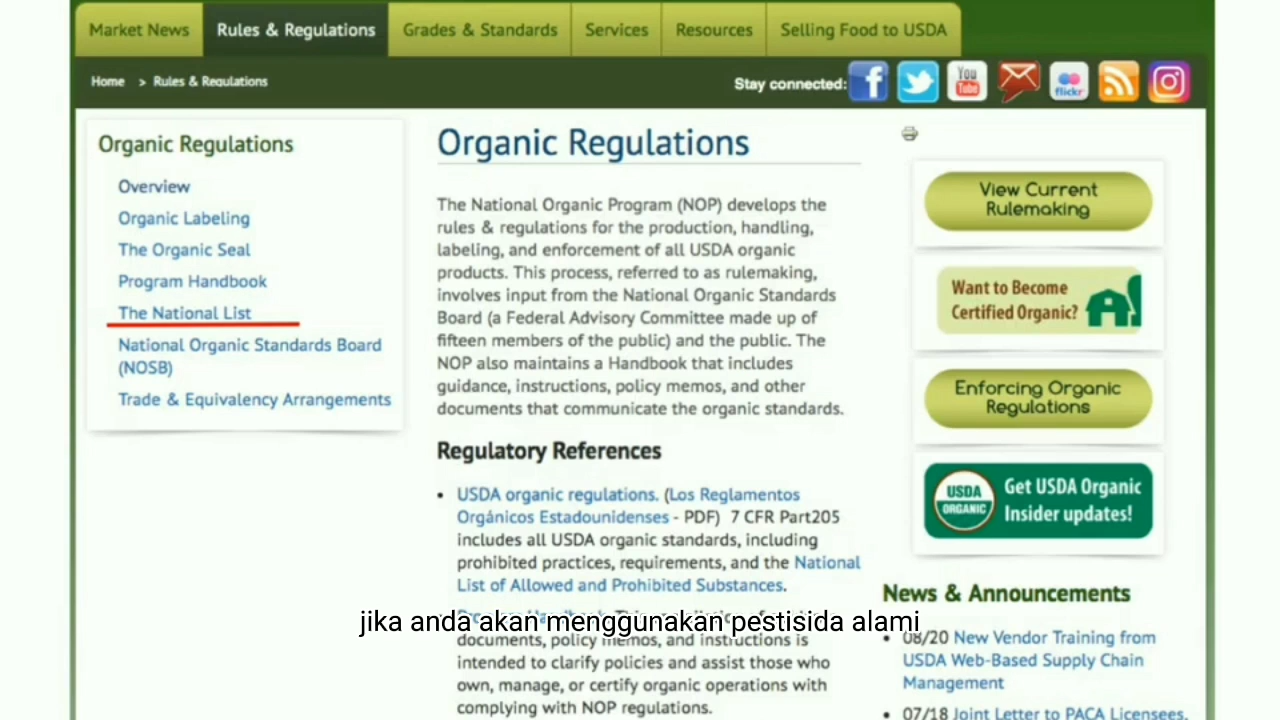 Market News
Rules & Regulations
Grades & Standards
Services
Resources
Selling Food to USDA
Home > Rules & Regulations
Stay connected:
You Tube
flickr
Organic Regulations
Overview
Organic Labeling
The Organic Seal
Program Handbook
The National List
National Organic Standards Board
(NOSB)
Trade & Equivalency Arrangements
Organic Regulations
The National Organic Program (NOP) develops the
rules & regulations for the production, handling,
labeling, and enforcement of all USDA organic
products. This process, referred to as rulemaking,
involves input from the National Organic Standards
Board (a Federal Advisory Committee made up of
fifteen members of the public) and the public. The
NOP also maintains a Handbook that includes
guidance, instructions, policy memos, and other
documents that communicate the organic standards.
Regulatory References
• USDA organic regulations. (Los Reglamentos
Orgánicos Estadounidenses - PDF) 7 CFR Part205
includes all USDA organic standards, including
prohibited practices, requirements, and the National
List of Allowed and Prohibited Substances.
jika anda akan menggunakan pestisida alami
documents, policy memos, and instructions is
intended to clarify policies and assist those who
own, manage, or certify organic operations with
complying with NOP regulations.
View Current
Rulemaking
Want to Become
Certified Organic?
Enforcing Organic
Regulations
USDA
ORGANIC
Get USDA Organic
Insider updates!
News & Announcements
• 08/20 New Vendor Training from
USDA Web-Based Supply Chain
Management
• 07/18 Joint Letter to PACA Licensees,